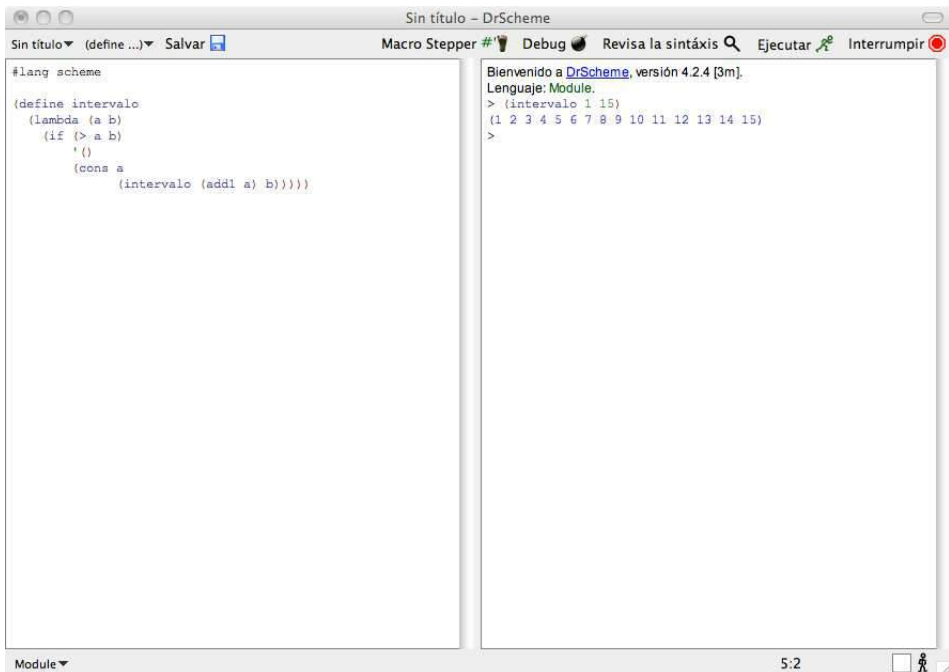 Sin título – DrScheme
Sin título (define ...) Salvar Macro Stepper #' Debug Revisa la sintáxis Ejecutar Interrumpir
#lang scheme
(define intervalo
(lambda (a b)
(if (> a b)
'()
(cons a
(intervalo (add1 a) b)))))
Bienvenido a DrScheme, versión 4.2.4 [3m].
Lenguaje: Module.
> (intervalo 1 15)
(1 2 3 4 5 6 7 8 9 10 11 12 13 14 15)
>
Module 5:2